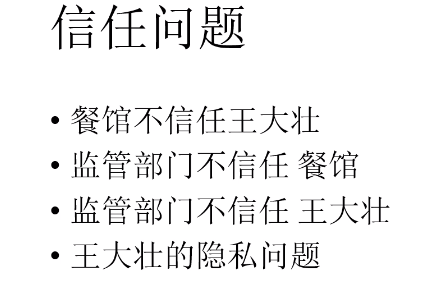 信任问题
• 餐馆不信任王大壮
• 监管部门不信任 餐馆
• 监管部门不信任 王大壮
• 王大壮的隐私问题